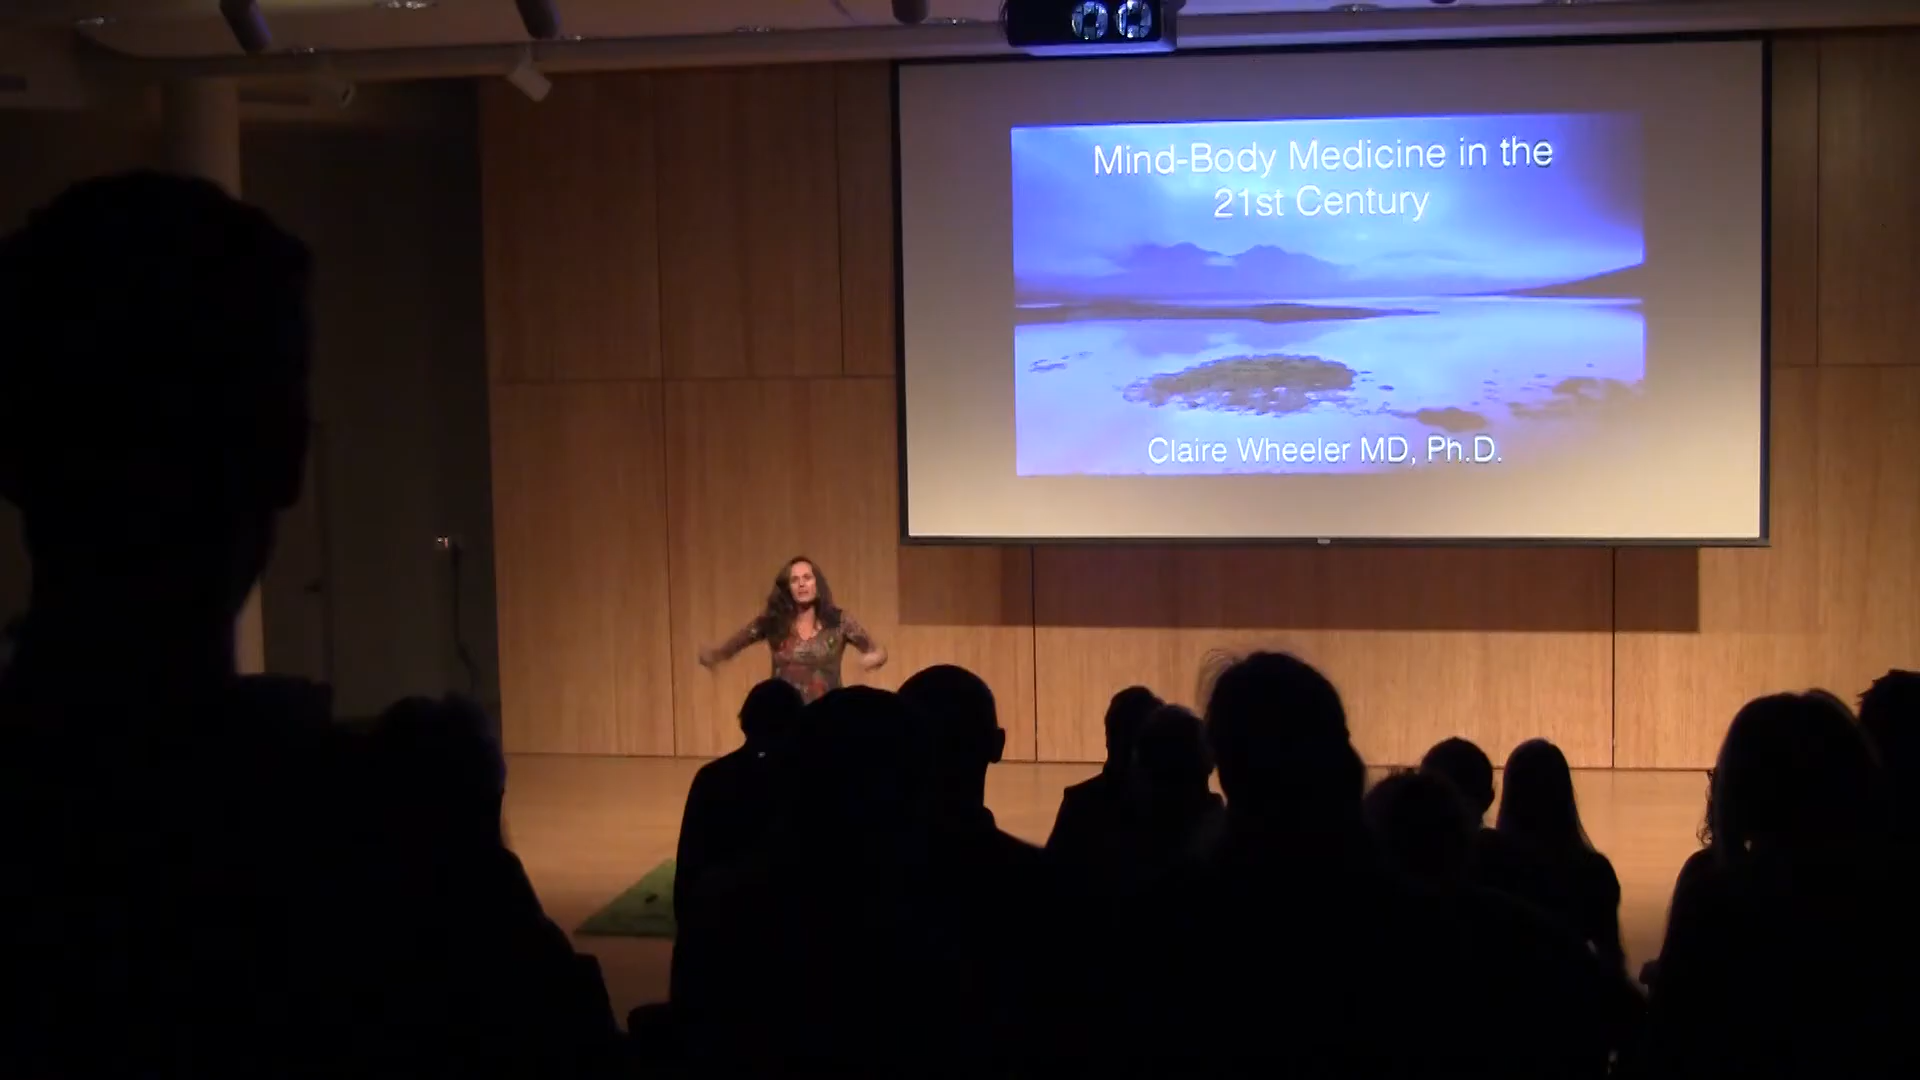 Mind-Body Medicine in the
21st Century
Claire Wheeler MD, Ph.D.